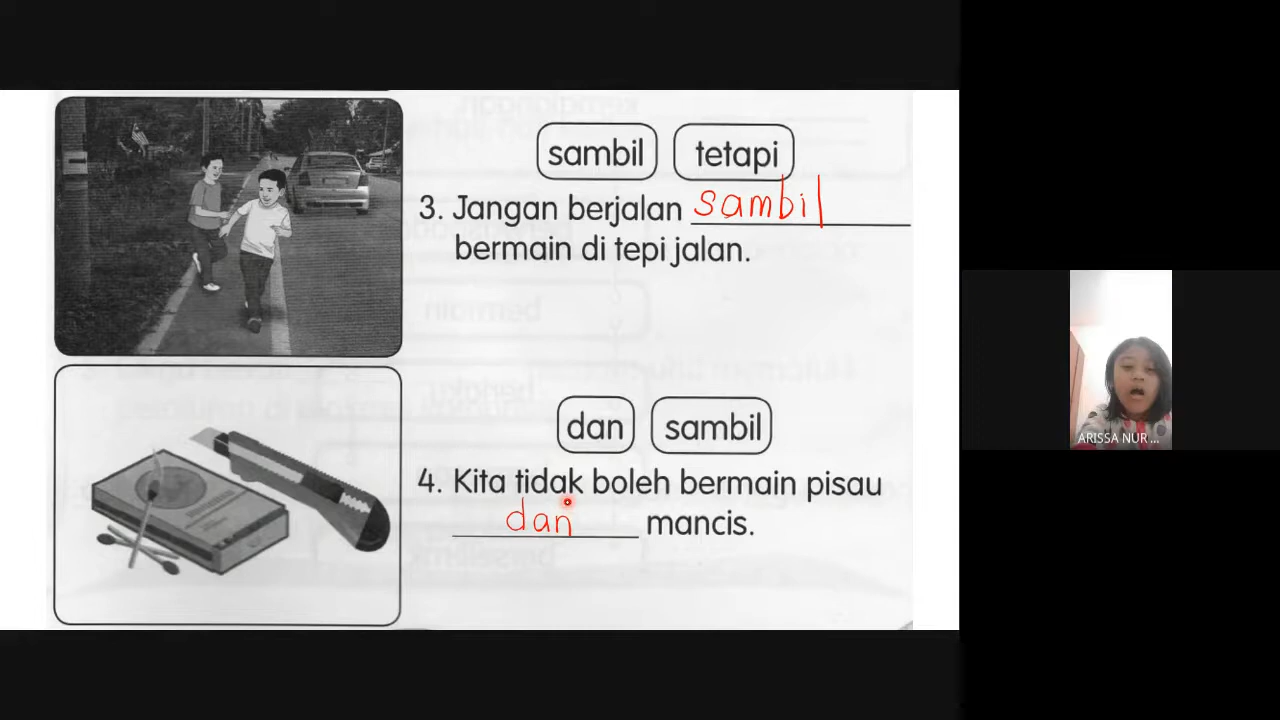 sambil tetapi
3. Jangan berjalan sambil
bermain di tepi jalan.
dan sambil
4. Kita tidak boleh bermain pisau
dan mancis.
ARISSA NUR ...